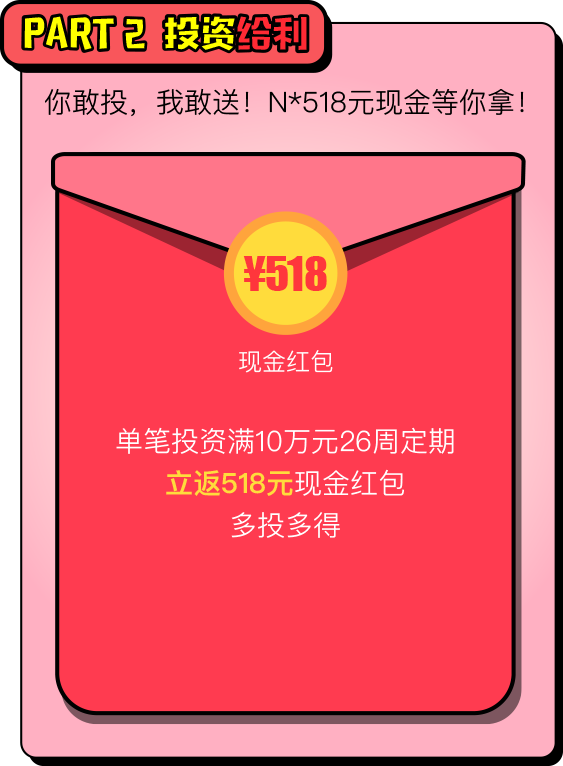 PART 2 投资给利
你敢投，我敢送！N*518元现金等你拿！
¥518
现金红包
单笔投资满10万元26周定期
立返518元现金红包
多投多得